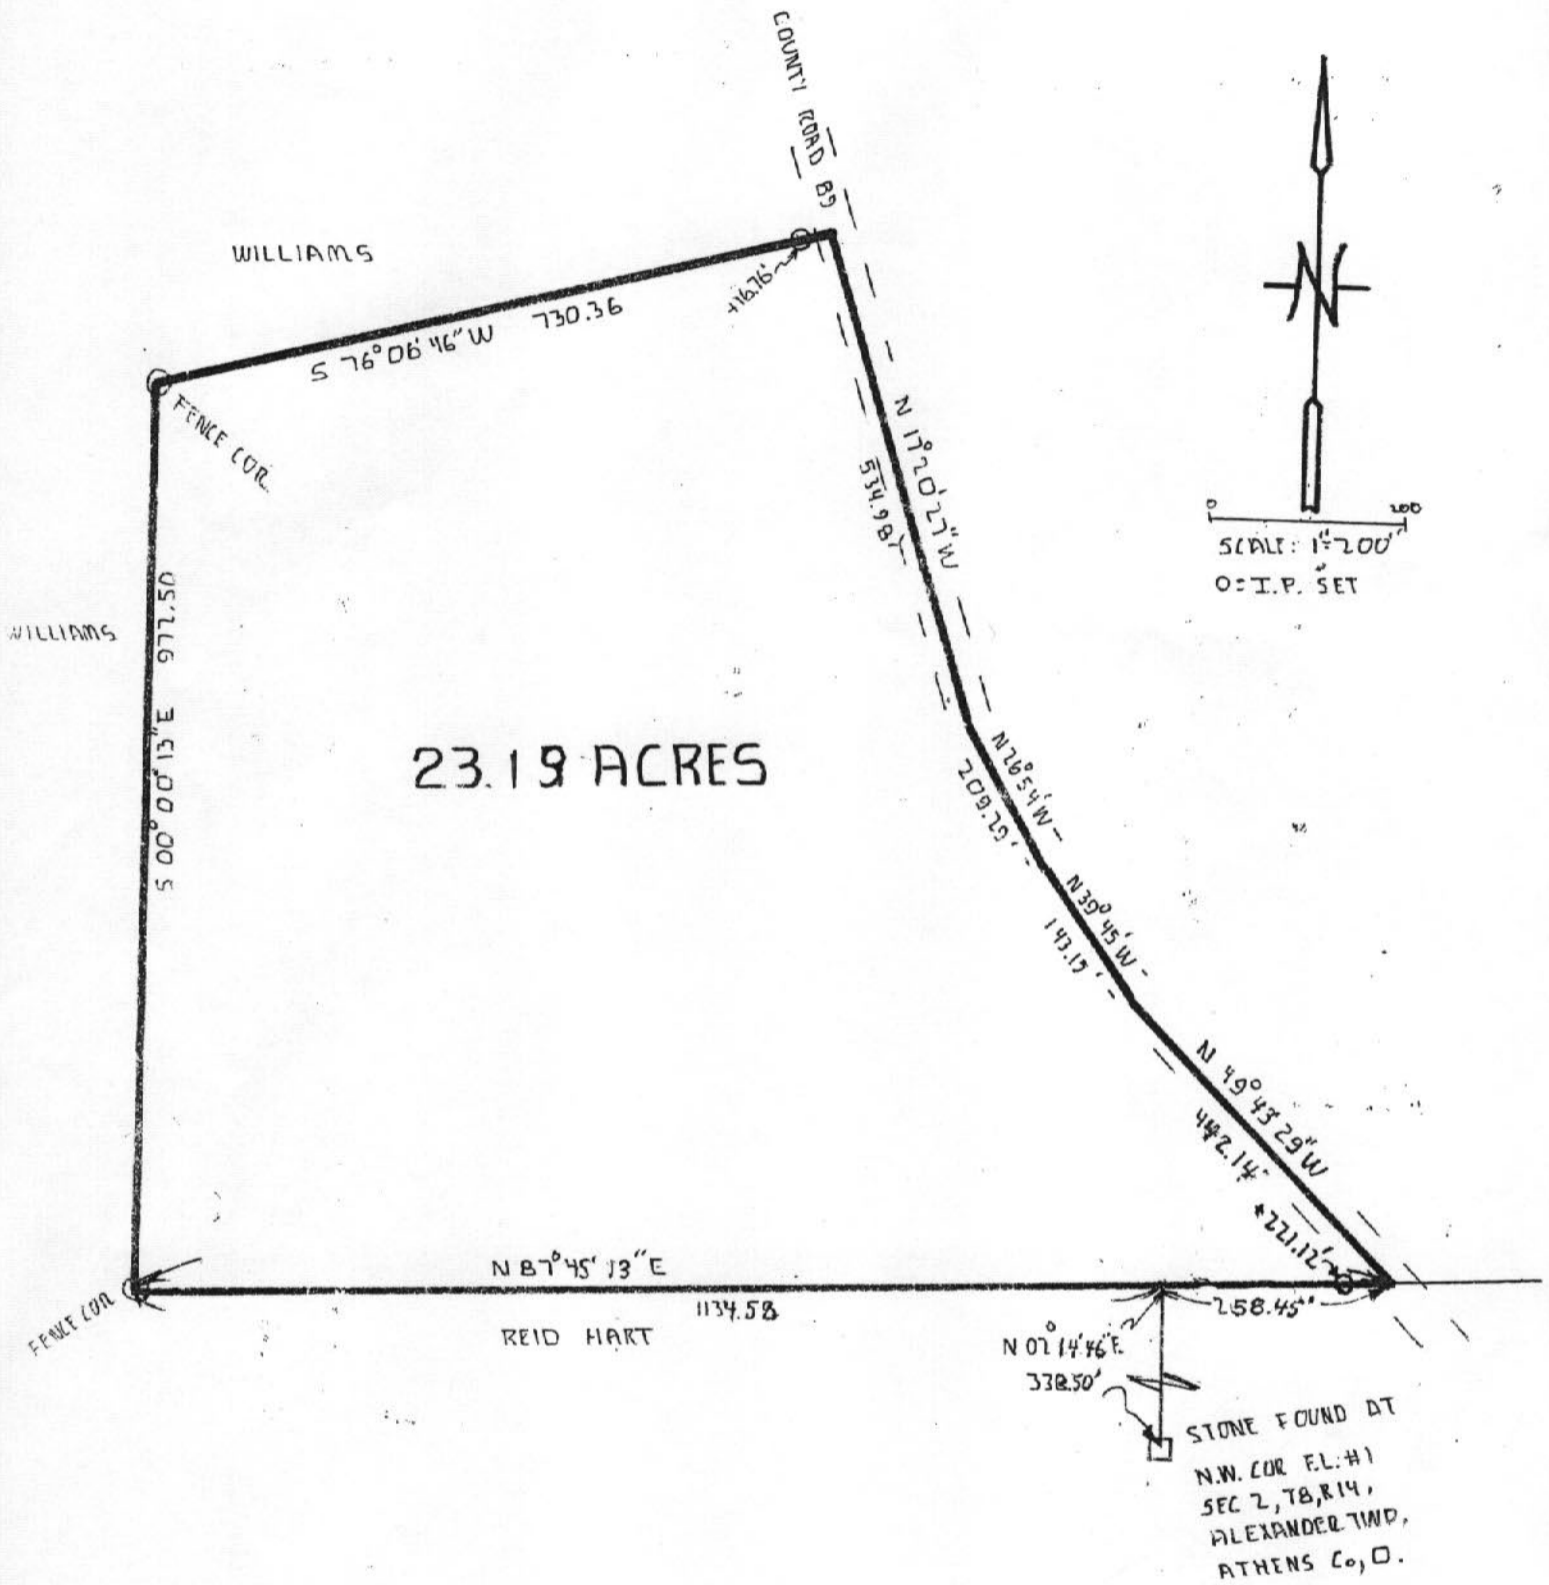 COUNTY ROAD 89
WILLIAMS
+16.76'
730.36
S 76° 06' 46" W
FENCE COR.
N 17° 20' 27" W
534.98'
0 200
SCALE: 1"=200'
O = I.P. SET
WILLIAMS
S 00° 00' 13" E 972.50
23.19 ACRES
N 26° 54' W
209.29'
N 39° 45' W
143.15'
N 49° 43' 29" W
442.14'
+221.12'
N 87° 45' 13" E
1134.58
258.45'
FENCE COR
REID HART
N 02° 14' 46" E
338.50'
STONE FOUND AT
N.W. COR F.L. #1
SEC 2, T8, R14,
ALEXANDER TWP,
ATHENS Co, O.
N